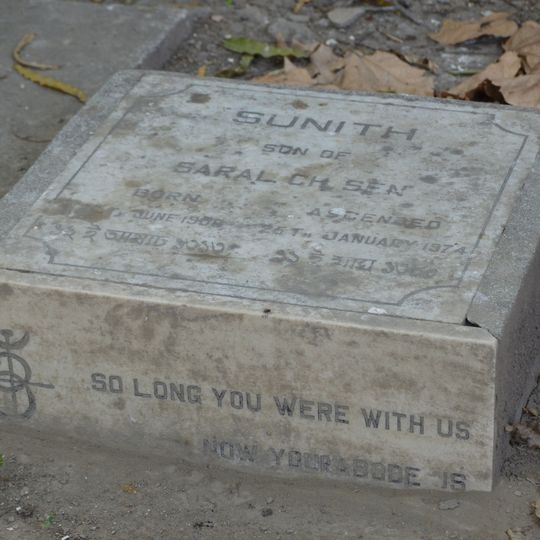 SUNITH
SON OF
SARAL CH. SEN
BORN ASCENDED
JUNE 26TH JANUARY 1974
SO LONG YOU WERE WITH US
NOW YOUR ABODE IS